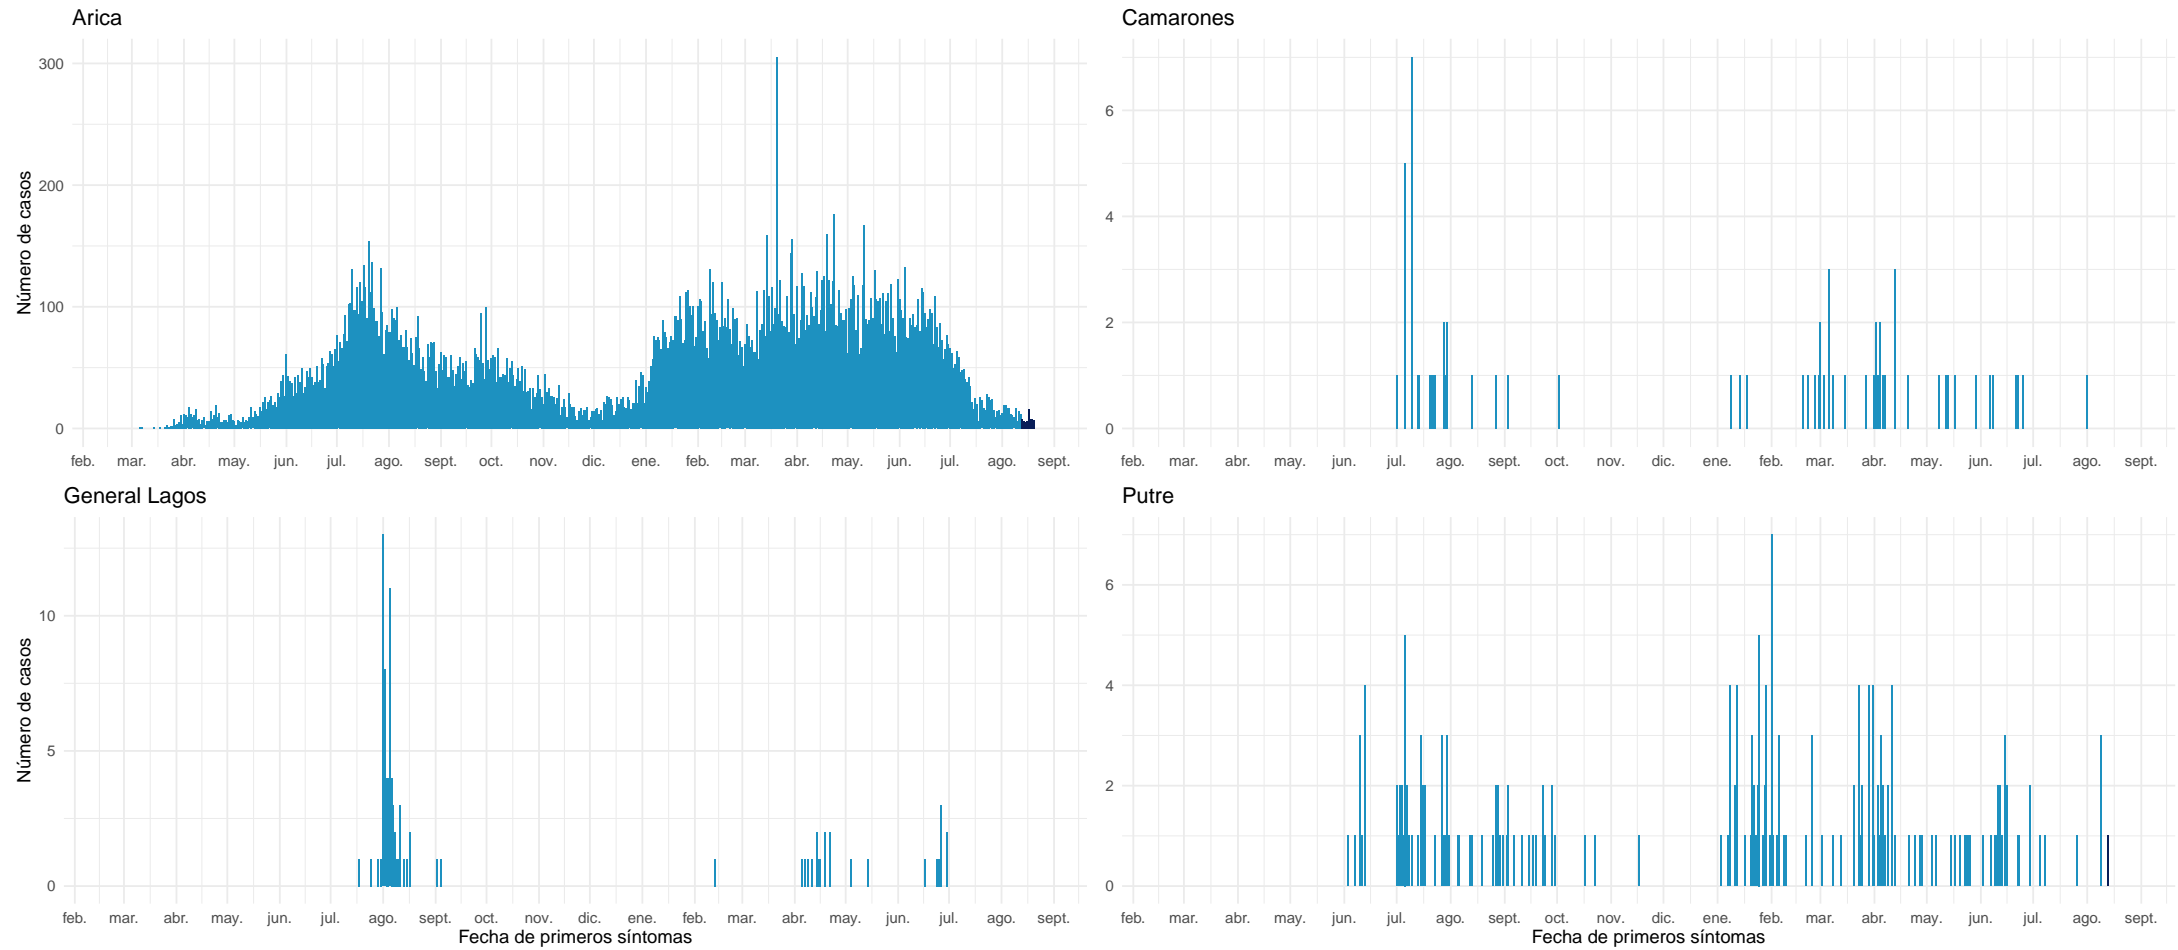 Arica
Número de casos
300
200
100
0
feb. mar. abr. may. jun. jul. ago. sept. oct. nov. dic. ene. feb. mar. abr. may. jun. jul. ago. sept.
Camarones
6
4
2
0
feb. mar. abr. may. jun. jul. ago. sept. oct. nov. dic. ene. feb. mar. abr. may. jun. jul. ago. sept.
General Lagos
Número de casos
10
5
0
feb. mar. abr. may. jun. jul. ago. sept. oct. nov. dic. ene. feb. mar. abr. may. jun. jul. ago. sept.
Fecha de primeros síntomas
Putre
6
4
2
0
feb. mar. abr. may. jun. jul. ago. sept. oct. nov. dic. ene. feb. mar. abr. may. jun. jul. ago. sept.
Fecha de primeros síntomas